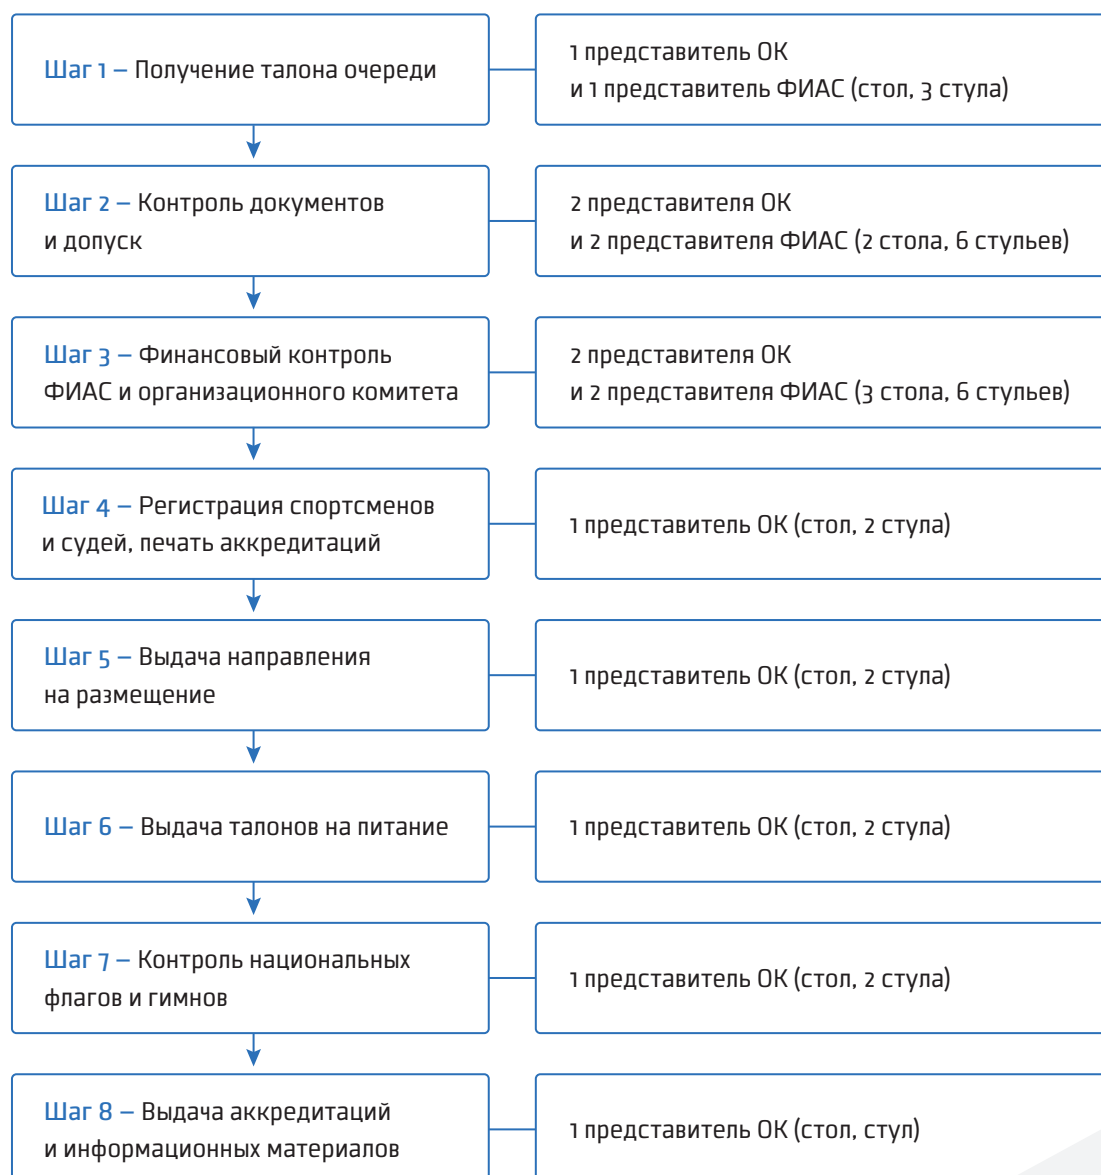 Шаг 1 – Получение талона очереди
1 представитель ОК
и 1 представитель ФИАС (стол, 3 стула)
Шаг 2 – Контроль документов
и допуск
2 представителя ОК
и 2 представителя ФИАС (2 стола, 6 стульев)
Шаг 3 – Финансовый контроль
ФИАС и организационного комитета
2 представителя ОК
и 2 представителя ФИАС (3 стола, 6 стульев)
Шаг 4 – Регистрация спортсменов
и судей, печать аккредитаций
1 представитель ОК (стол, 2 стула)
Шаг 5 – Выдача направления
на размещение
1 представитель ОК (стол, 2 стула)
Шаг 6 – Выдача талонов на питание
1 представитель ОК (стол, 2 стула)
Шаг 7 – Контроль национальных
флагов и гимнов
1 представитель ОК (стол, 2 стула)
Шаг 8 – Выдача аккредитаций
и информационных материалов
1 представитель ОК (стол, стул)